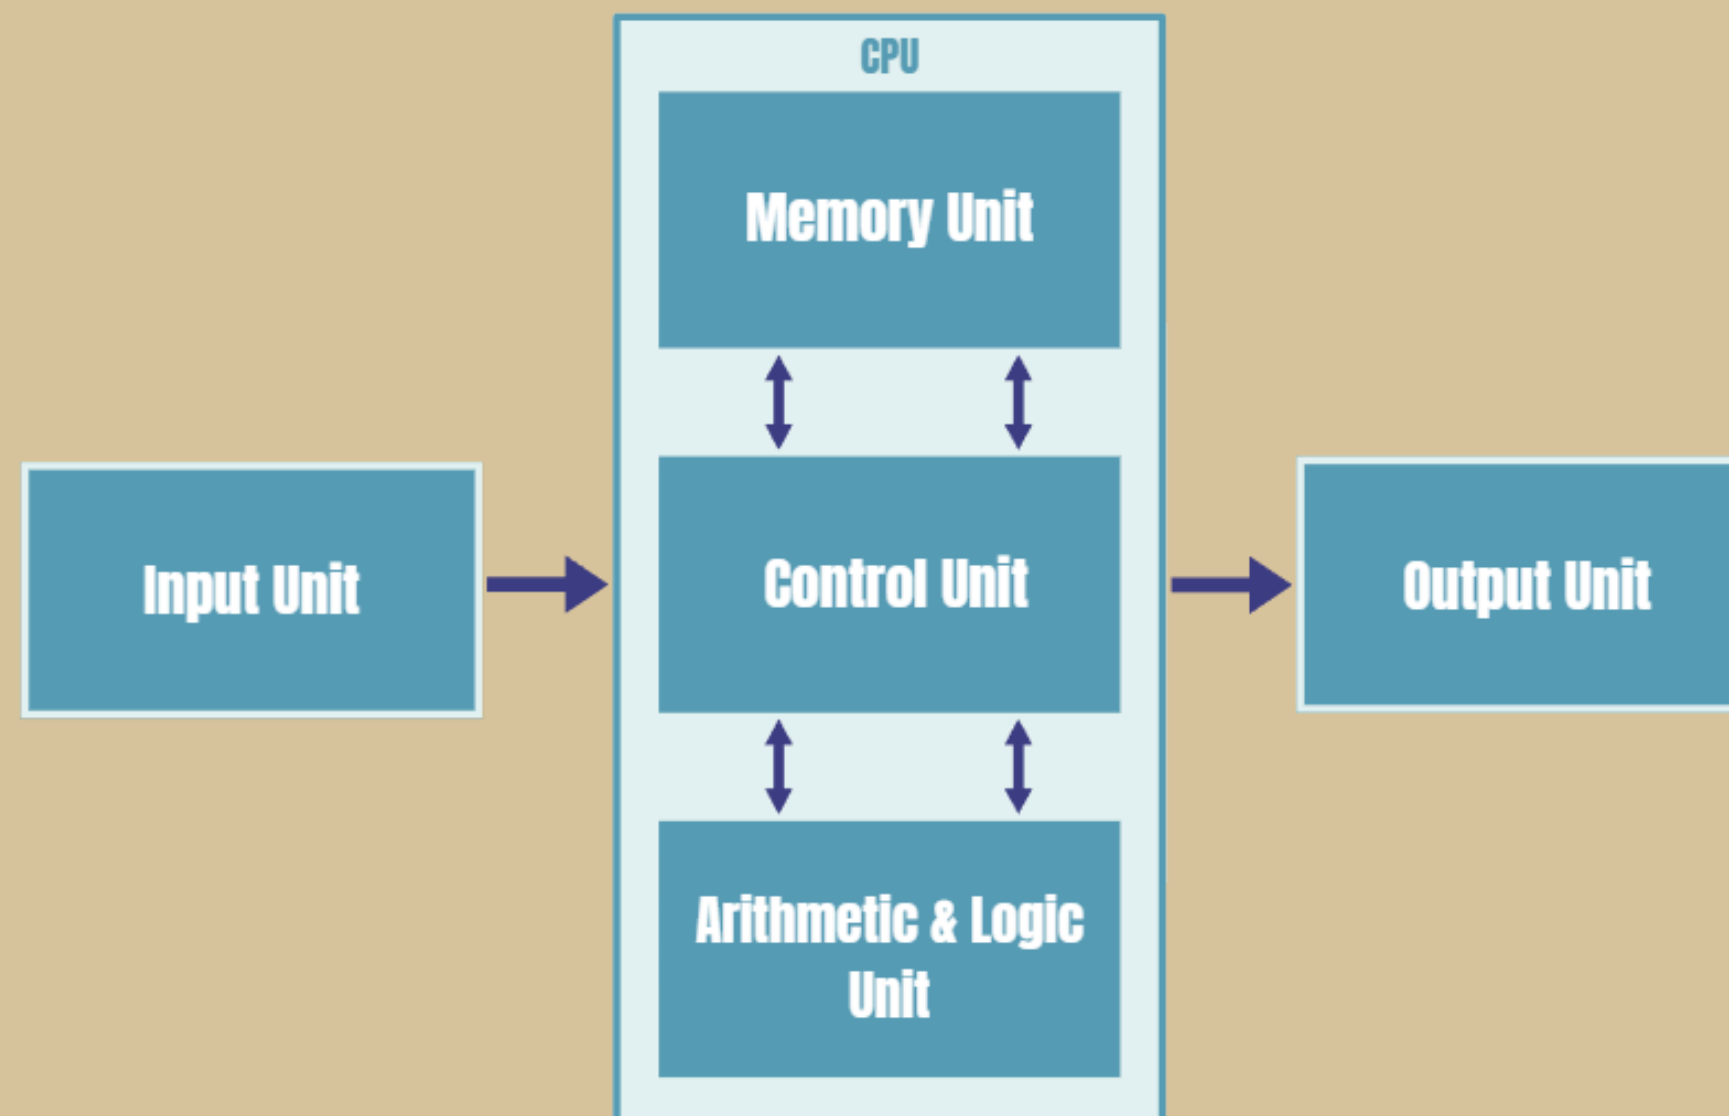 CPU
Memory Unit
Input Unit
Control Unit
Output Unit
Arithmetic & Logic
Unit